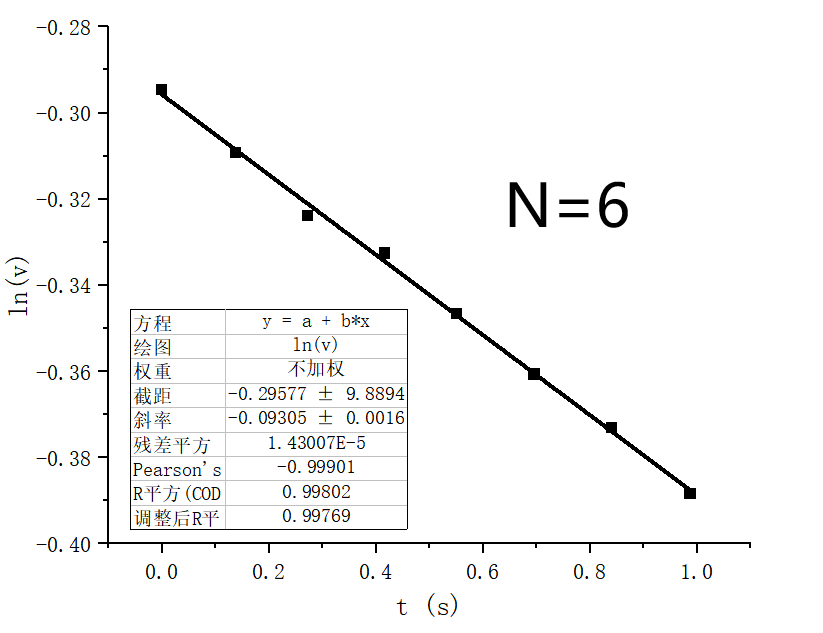 -0.28
-0.30
-0.32
-0.34
-0.36
-0.38
-0.40
ln(v)
N=6
方程 y = a + b*x
绘图 ln(v)
权重 不加权
截距 -0.29577 ± 9.8894
斜率 -0.09305 ± 0.0016
残差平方 1.43007E-5
Pearson's -0.99901
R平方(COD 0.99802
调整后R平 0.99769
0.0 0.2 0.4 0.6 0.8 1.0
t (s)